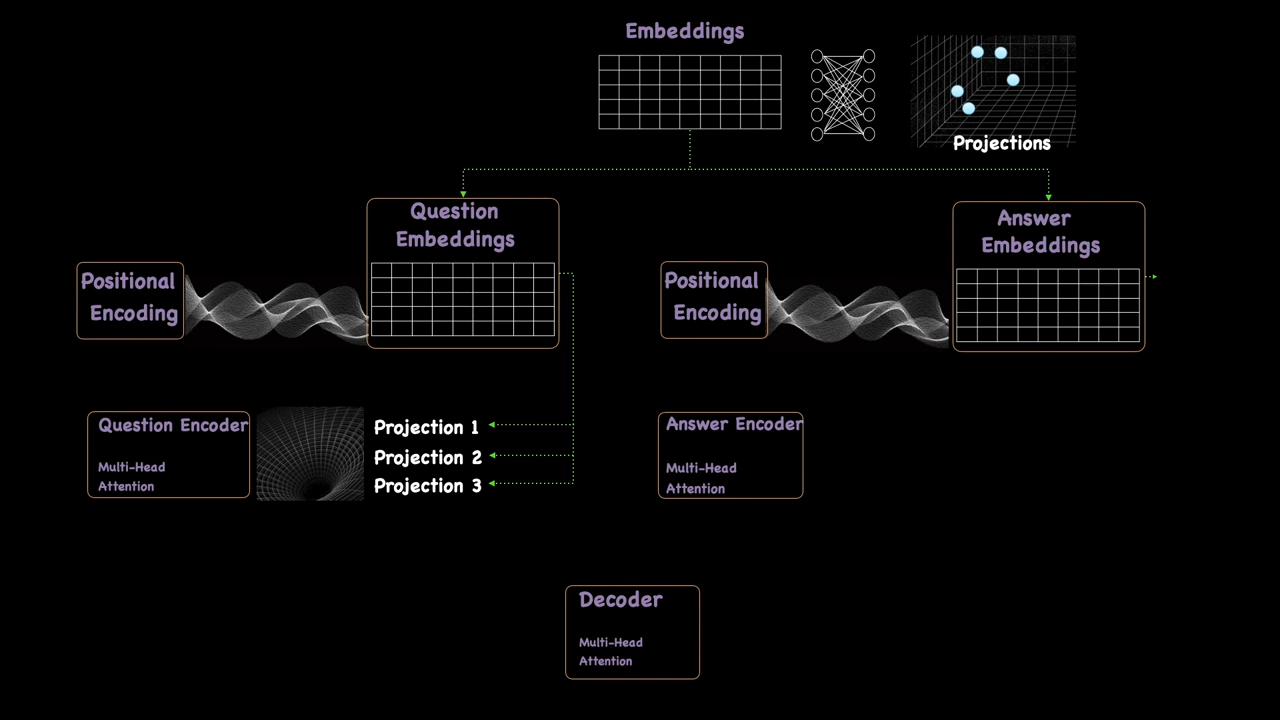 Embeddings
Projections
Question
Embeddings
Answer
Embeddings
Positional
Encoding
Positional
Encoding
Question Encoder
Multi-Head
Attention
Projection 1
Projection 2
Projection 3
Answer Encoder
Multi-Head
Attention
Decoder
Multi-Head
Attention